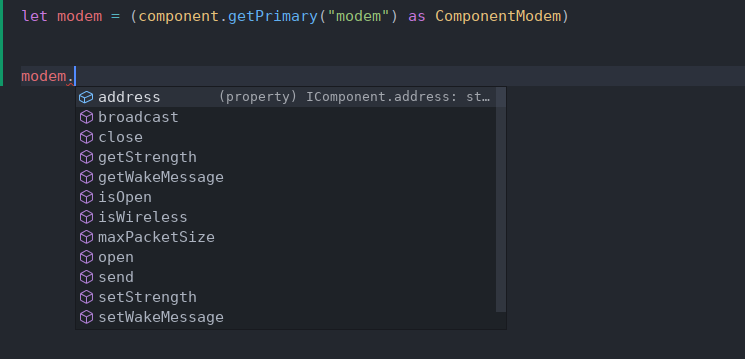 let modem = (component.getPrimary("modem") as ComponentModem)
modem.
address (property) IComponent.address: st…
broadcast
close
getStrength
getWakeMessage
isOpen
isWireless
maxPacketSize
open
send
setStrength
setWakeMessage